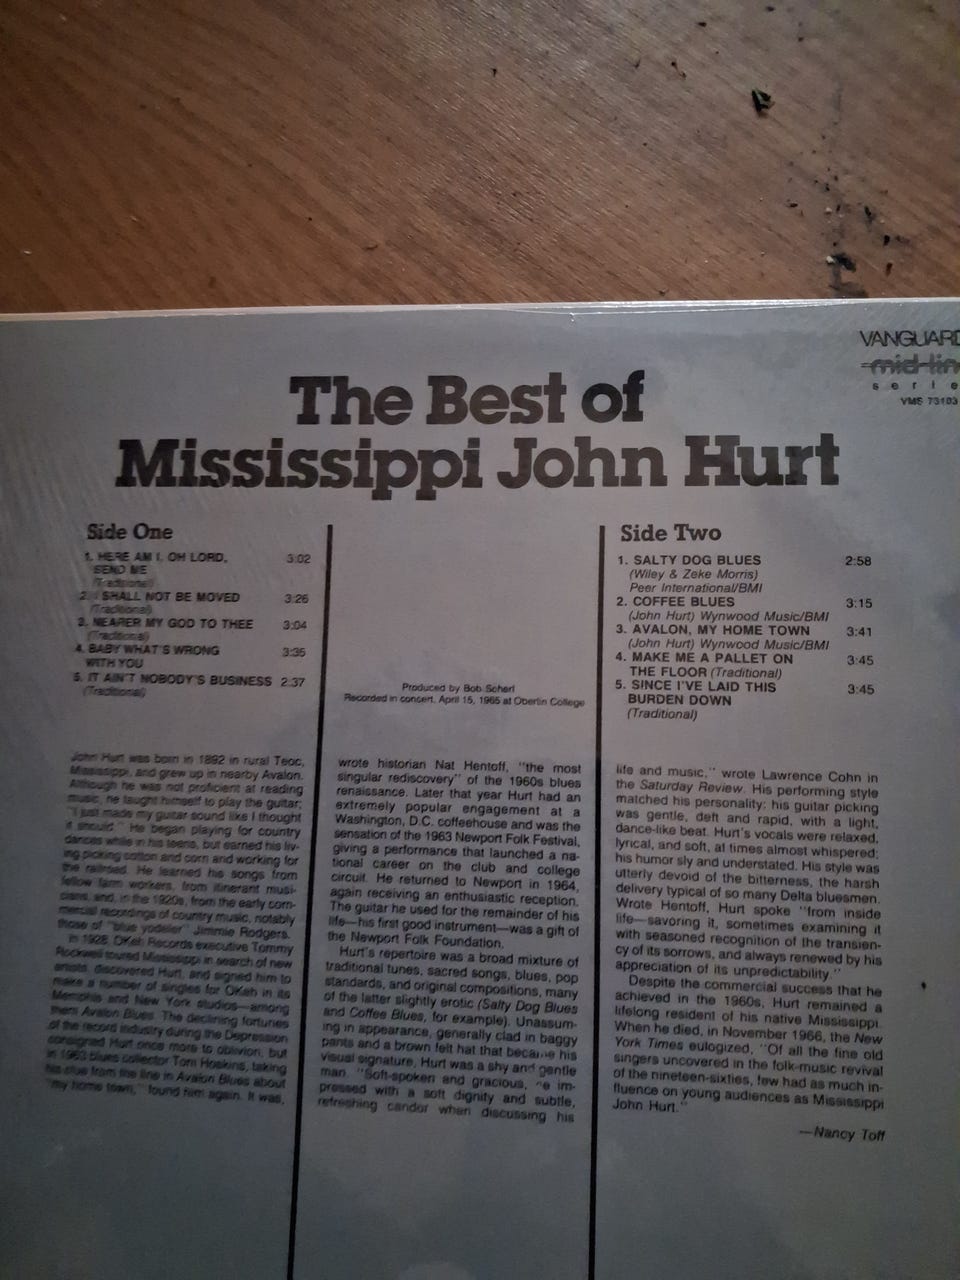 VANGUARD
mid-lin
serie
VMS 73103
The Best of
Mississippi John Hurt
Side One
1. HERE AM I, OH LORD, 3:02
SEND ME
(Traditional)
2. I SHALL NOT BE MOVED 3:26
(Traditional)
3. NEARER MY GOD TO THEE 3:04
(Traditional)
4. BABY WHAT'S WRONG 3:35
WITH YOU
5. IT AIN'T NOBODY'S BUSINESS 2:37
(Traditional)
Produced by Bob Scherl
Recorded in concert, April 15, 1965 at Oberlin College
Side Two
1. SALTY DOG BLUES 2:58
(Wiley & Zeke Morris)
Peer International/BMI
2. COFFEE BLUES 3:15
(John Hurt) Wynwood Music/BMI
3. AVALON, MY HOME TOWN 3:41
(John Hurt) Wynwood Music/BMI
4. MAKE ME A PALLET ON 3:45
THE FLOOR (Traditional)
5. SINCE I'VE LAID THIS 3:45
BURDEN DOWN
(Traditional)
John Hurt was born in 1892 in rural Teoc,
Mississippi, and grew up in nearby Avalon.
Although he was not proficient at reading
music, he taught himself to play the guitar;
"I just made my guitar sound like I thought
it should." He began playing for country
dances while in his teens, but earned his liv-
ing picking cotton and corn and working for
the railroad. He learned his songs from
fellow farm workers, from itinerant musi-
cians, and, in the 1920s, from the early com-
mercial recordings of country music, notably
those of "blue yodeller" Jimmie Rodgers.
In 1928, OKeh Records executive Tommy
Rockwell toured Mississippi in search of new
artists, discovered Hurt, and signed him to
make a number of singles for OKeh in its
Memphis and New York studios—among
them Avalon Blues. The declining fortunes
of the record industry during the Depression
consigned Hurt once more to oblivion, but
in 1963 blues collector Tom Hoskins, taking
his clue from the line in Avalon Blues about
"my home town," found him again. It was,
wrote historian Nat Hentoff, "the most
singular rediscovery" of the 1960s blues
renaissance. Later that year Hurt had an
extremely popular engagement at a
Washington, D.C. coffeehouse and was the
sensation of the 1963 Newport Folk Festival,
giving a performance that launched a na-
tional career on the club and college
circuit. He returned to Newport in 1964,
again receiving an enthusiastic reception.
The guitar he used for the remainder of his
life—his first good instrument—was a gift of
the Newport Folk Foundation.
Hurt's repertoire was a broad mixture of
traditional tunes, sacred songs, blues, pop
standards, and original compositions, many
of the latter slightly erotic (Salty Dog Blues
and Coffee Blues, for example). Unassum-
ing in appearance, generally clad in baggy
pants and a brown felt hat that became his
visual signature, Hurt was a shy and gentle
man. "Soft-spoken and gracious, he im-
pressed with a soft dignity and subtle,
refreshing candor when discussing his
life and music," wrote Lawrence Cohn in
the Saturday Review. His performing style
matched his personality: his guitar picking
was gentle, deft and rapid, with a light,
dance-like beat. Hurt's vocals were relaxed,
lyrical, and soft, at times almost whispered;
his humor sly and understated. His style was
utterly devoid of the bitterness, the harsh
delivery typical of so many Delta bluesmen.
Wrote Hentoff, Hurt spoke "from inside
life—savoring it, sometimes examining it
with seasoned recognition of the transien-
cy of its sorrows, and always renewed by his
appreciation of its unpredictability."
Despite the commercial success that he
achieved in the 1960s, Hurt remained a
lifelong resident of his native Mississippi.
When he died, in November 1966, the New
York Times eulogized, "Of all the fine old
singers uncovered in the folk-music revival
of the nineteen-sixties, few had as much in-
fluence on young audiences as Mississippi
John Hurt."
—Nancy Toff